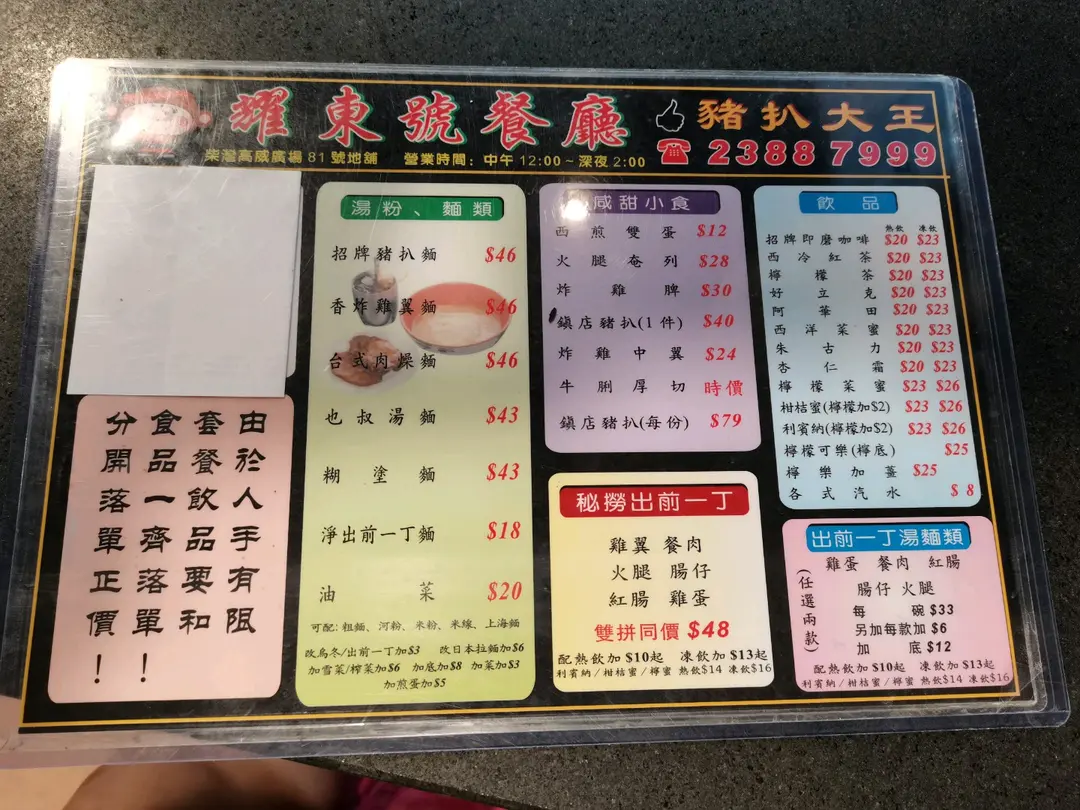 耀東號餐廳
豬扒大王
柴灣高威廣場 81 號地舖 營業時間：中午 12:00 ~ 深夜 2:00
☎ 2388 7999
由於人手有限
套餐飲品要和
食品一齊落單！
分開落單正價！
湯粉、麵類
招牌豬扒麵 $46
香炸雞翼麵 $46
台式肉燥麵 $46
也叔湯麵 $43
糊塗麵 $43
淨出前一丁麵 $18
油菜 $20
可配: 粗麵、河粉、米粉、米線、上海麵
改烏冬/出前一丁加$3 改日本拉麵加$6
加雪菜/榨菜加$6 加底加$8 加菜加$3
加煎蛋加$5
咸甜小食
西煎雙蛋 $12
火腿奄列 $28
炸雞脾 $30
鎮店豬扒(1 件) $40
炸雞中翼 $24
牛脷厚切 時價
鎮店豬扒(每份) $79
秘撈出前一丁
雞翼 餐肉
火腿 腸仔
紅腸 雞蛋
雙拼同價 $48
配熱飲加 $10起 凍飲加 $13起
利賓納/柑桔蜜/檸蜜 熱飲$14 凍飲$16
飲品
熱飲 凍飲
招牌即磨咖啡 $20 $23
西冷紅茶 $20 $23
檸檬茶 $20 $23
好立克 $20 $23
阿華田 $20 $23
西洋菜蜜 $20 $23
朱古力 $20 $23
杏仁霜 $20 $23
檸檬菜蜜 $23 $26
柑桔蜜(檸檬加$2) $23 $26
利賓納(檸檬加$2) $23 $26
檸檬可樂(檸底) $25
檸樂加薑 $25
各式汽水 $ 8
出前一丁湯麵類
雞蛋 餐肉 紅腸
腸仔 火腿
(任選兩款)
每碗 $33
另加每款加 $6
加底 $12
配熱飲加 $10起 凍飲加 $13起
利賓納/柑桔蜜/檸蜜 熱飲$14 凍飲$16